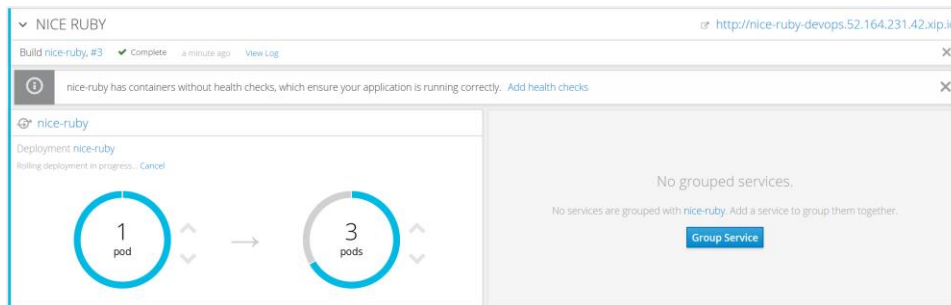 NICE RUBY
http://nice-ruby-devops.52.164.231.42.xip.i
Build nice-ruby, #3 Complete a minute ago View Log
nice-ruby has containers without health checks, which ensure your application is running correctly. Add health checks
nice-ruby
Deployment nice-ruby
Rolling deployment in progress... Cancel
1
pod
3
pods
No grouped services.
No services are grouped with nice-ruby. Add a service to group them together.
Group Service